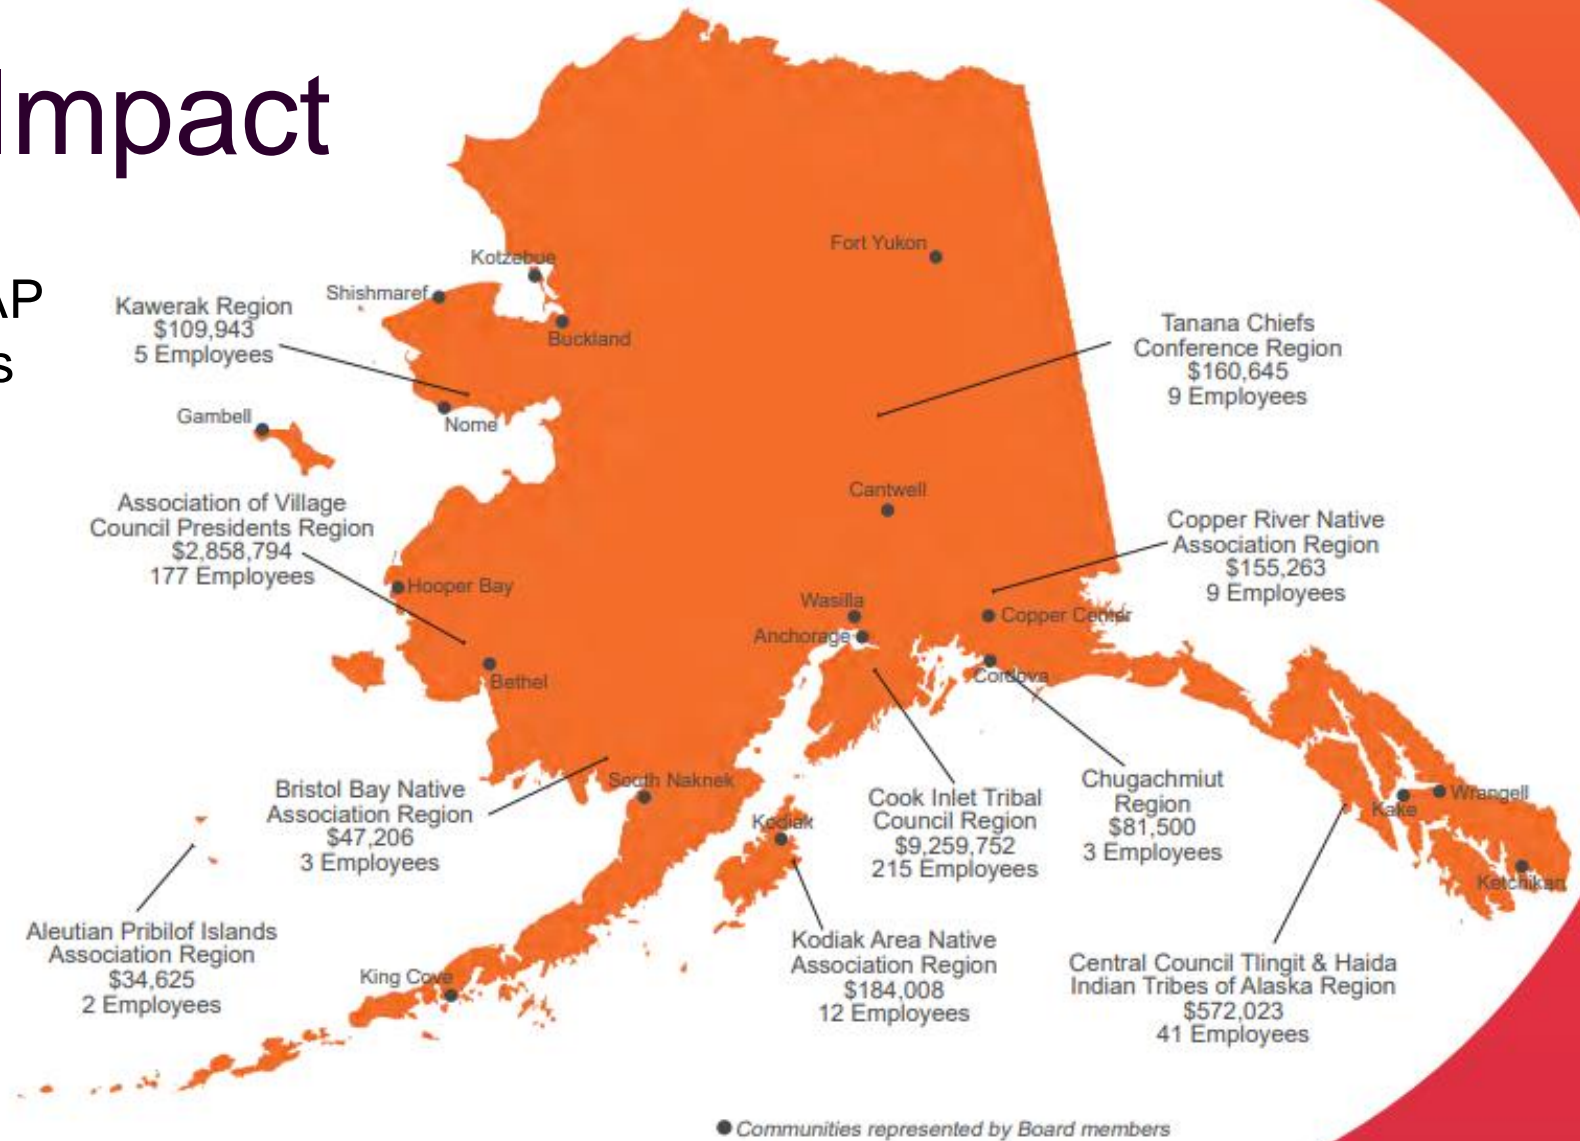 Impact
AP
s
Kotzebue
Fort Yukon
Shishmaref
Kawerak Region
$109,943
5 Employees
Buckland
Tanana Chiefs
Conference Region
$160,645
9 Employees
Gambell
Nome
Cantwell
Association of Village
Council Presidents Region
$2,858,794
177 Employees
Copper River Native
Association Region
$155,263
9 Employees
Hooper Bay
Wasilla
Copper Center
Anchorage
Bethel
Cordova
Bristol Bay Native
Association Region
$47,206
3 Employees
South Naknek
Kodiak
Cook Inlet Tribal
Council Region
$9,259,752
215 Employees
Chugachmiut
Region
$81,500
3 Employees
Wrangell
Kake
Ketchikan
Aleutian Pribilof Islands
Association Region
$34,625
2 Employees
King Cove
Kodiak Area Native
Association Region
$184,008
12 Employees
Central Council Tlingit & Haida
Indian Tribes of Alaska Region
$572,023
41 Employees
Communities represented by Board members